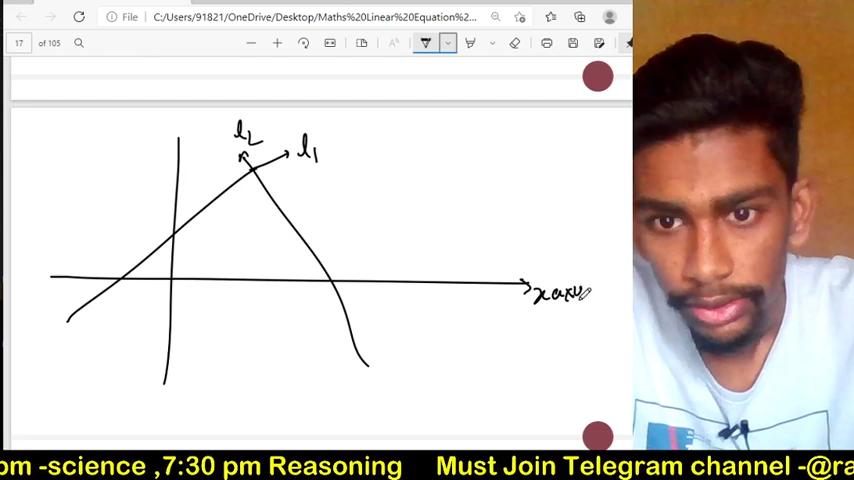 File | C:/Users/91821/OneDrive/Desktop/Maths%20Linear%20Equation%2...
17 of 105
l2
l1
x axis
pm -science ,7:30 pm Reasoning Must Join Telegram channel -@ra